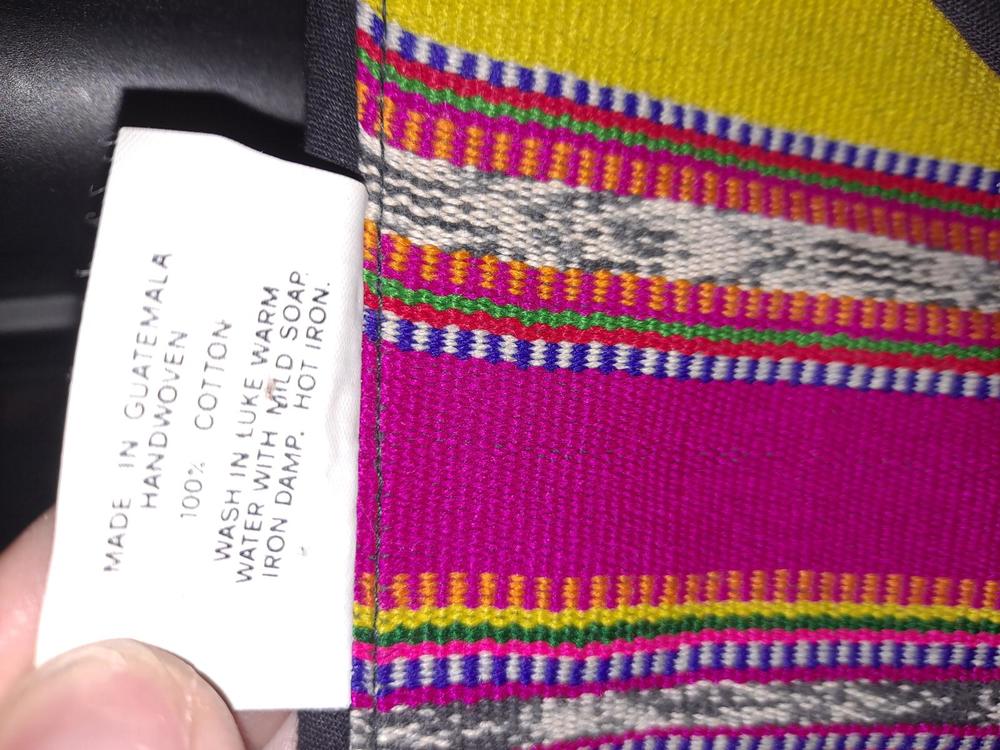 MADE IN GUATEMALA
HANDWOVEN
100% COTTON
WASH IN LUKE WARM
WATER WITH MILD SOAP.
IRON DAMP. HOT IRON.